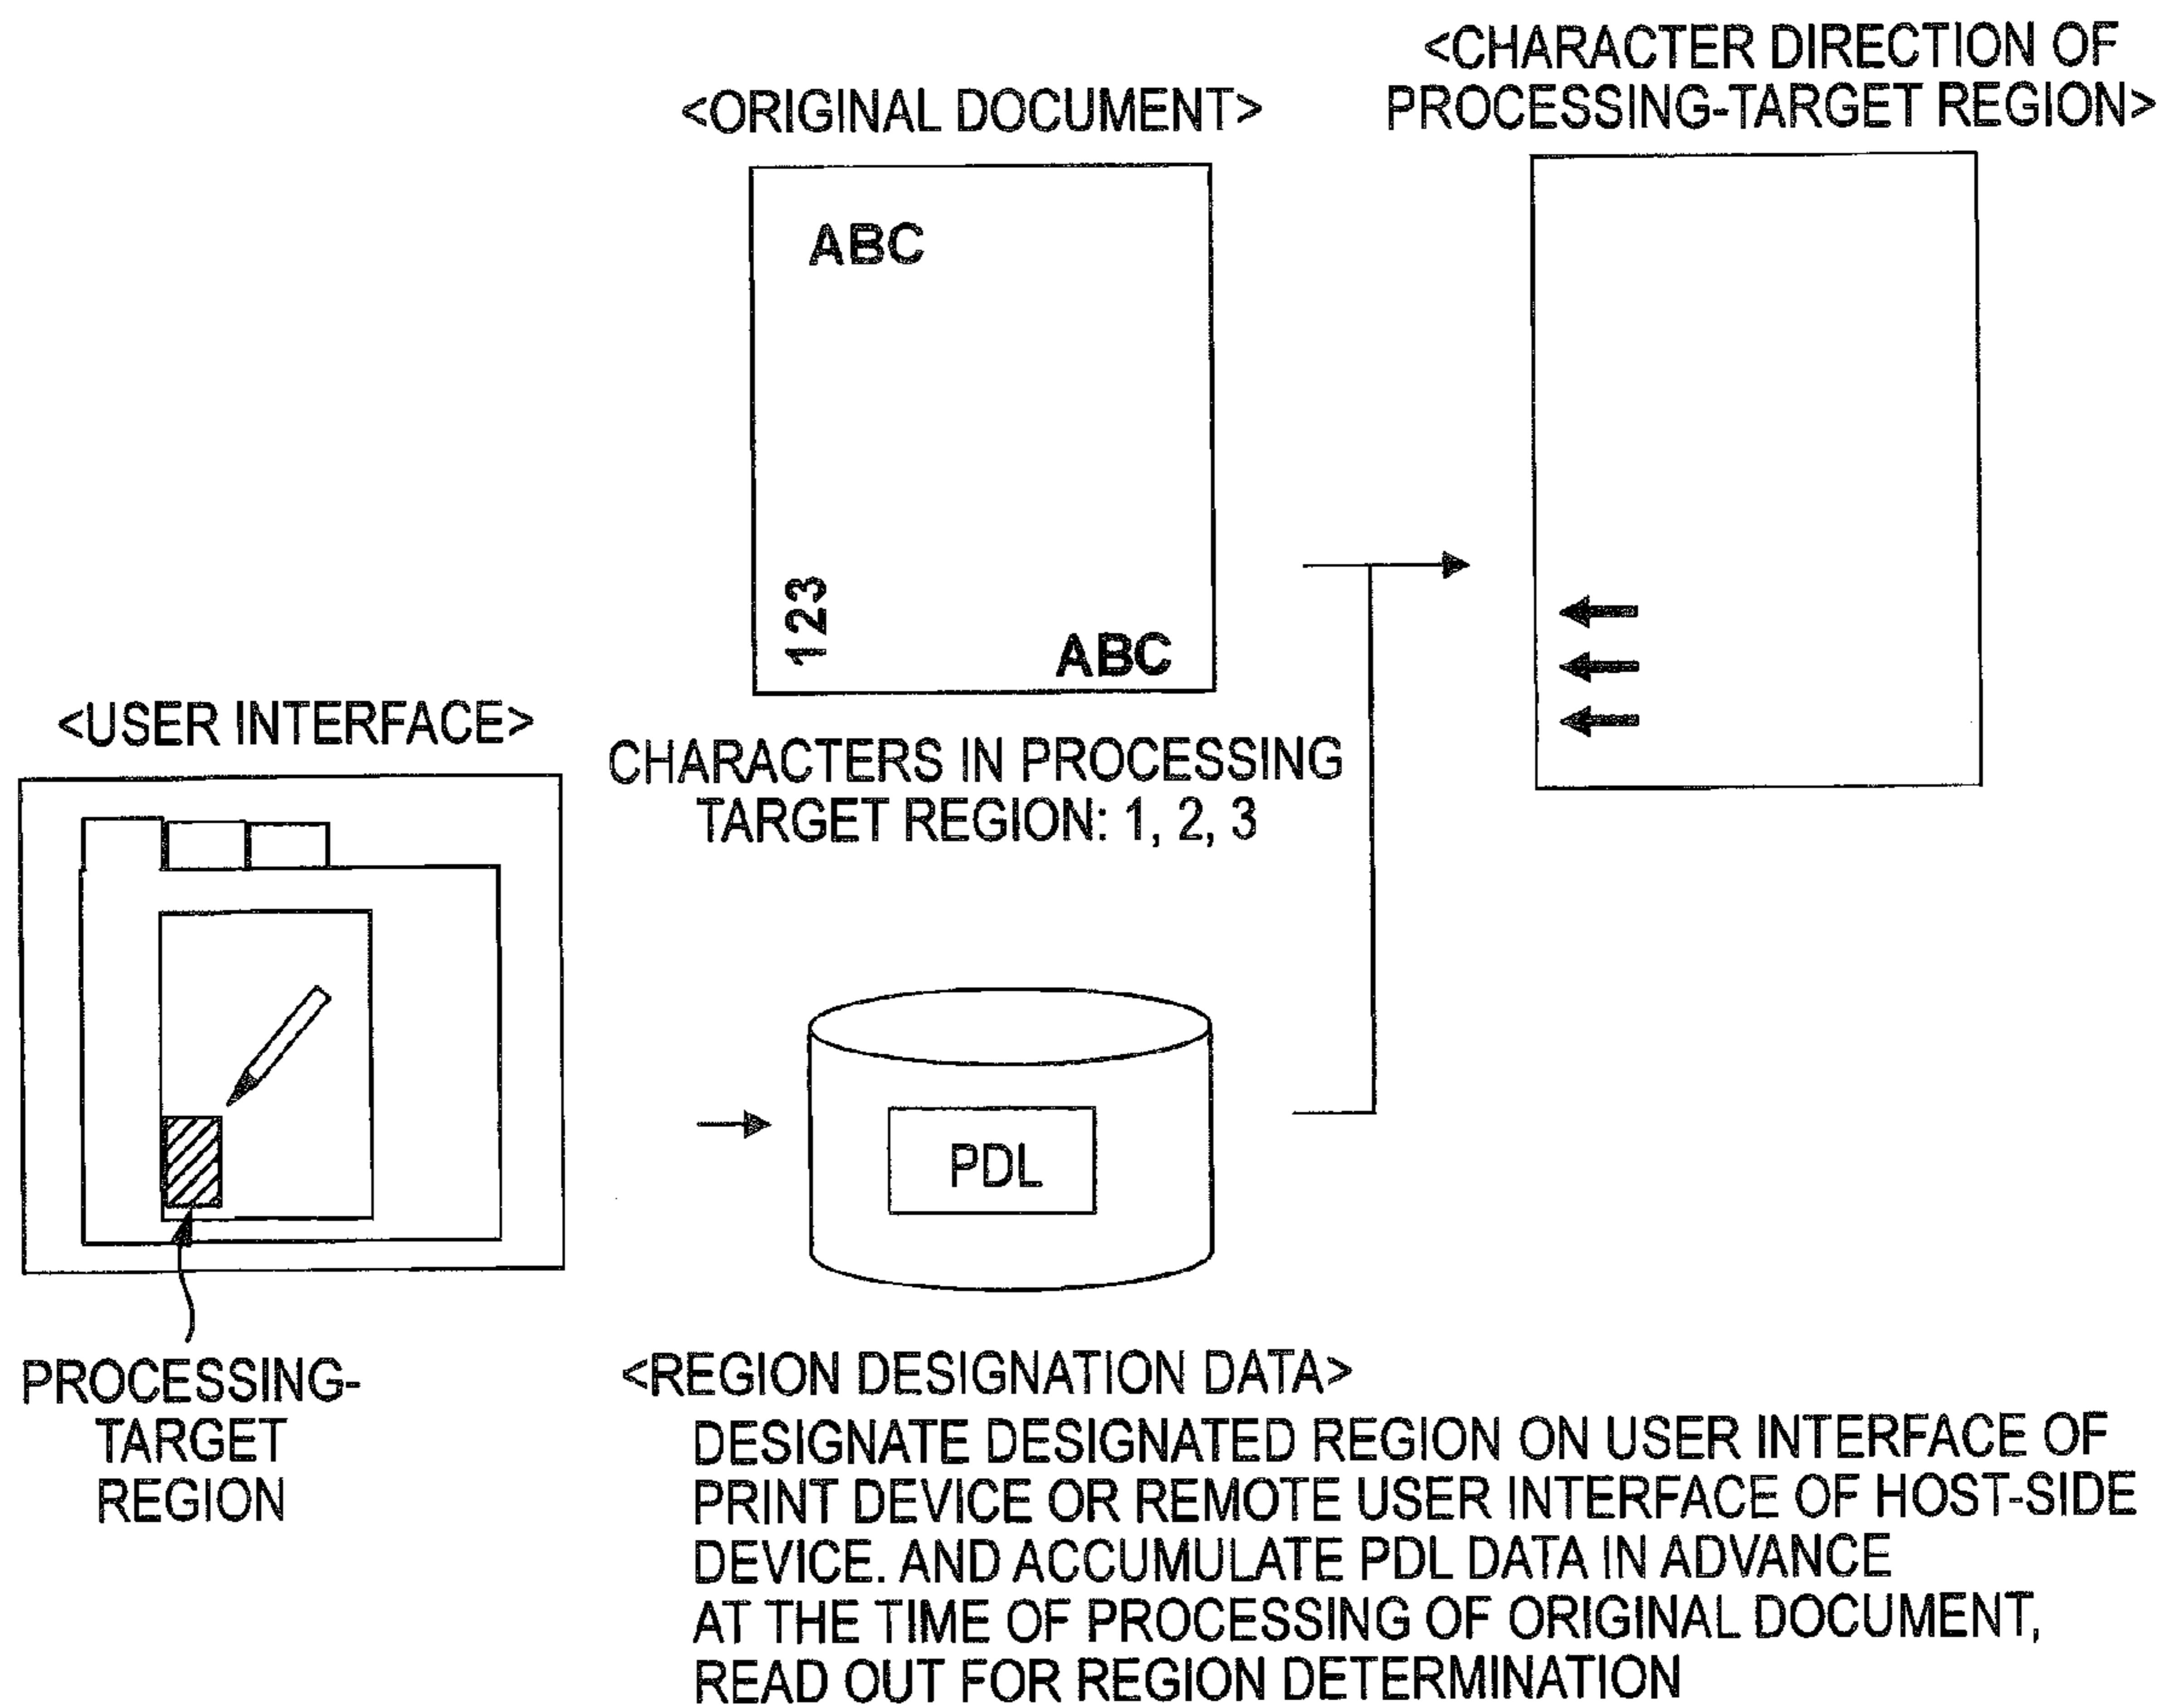 <ORIGINAL DOCUMENT>
<CHARACTER DIRECTION OF
PROCESSING-TARGET REGION>
ABC
123
ABC
<USER INTERFACE>
CHARACTERS IN PROCESSING
TARGET REGION: 1, 2, 3
PDL
PROCESSING-
TARGET
REGION
<REGION DESIGNATION DATA>
DESIGNATE DESIGNATED REGION ON USER INTERFACE OF
PRINT DEVICE OR REMOTE USER INTERFACE OF HOST-SIDE
DEVICE. AND ACCUMULATE PDL DATA IN ADVANCE
AT THE TIME OF PROCESSING OF ORIGINAL DOCUMENT,
READ OUT FOR REGION DETERMINATION